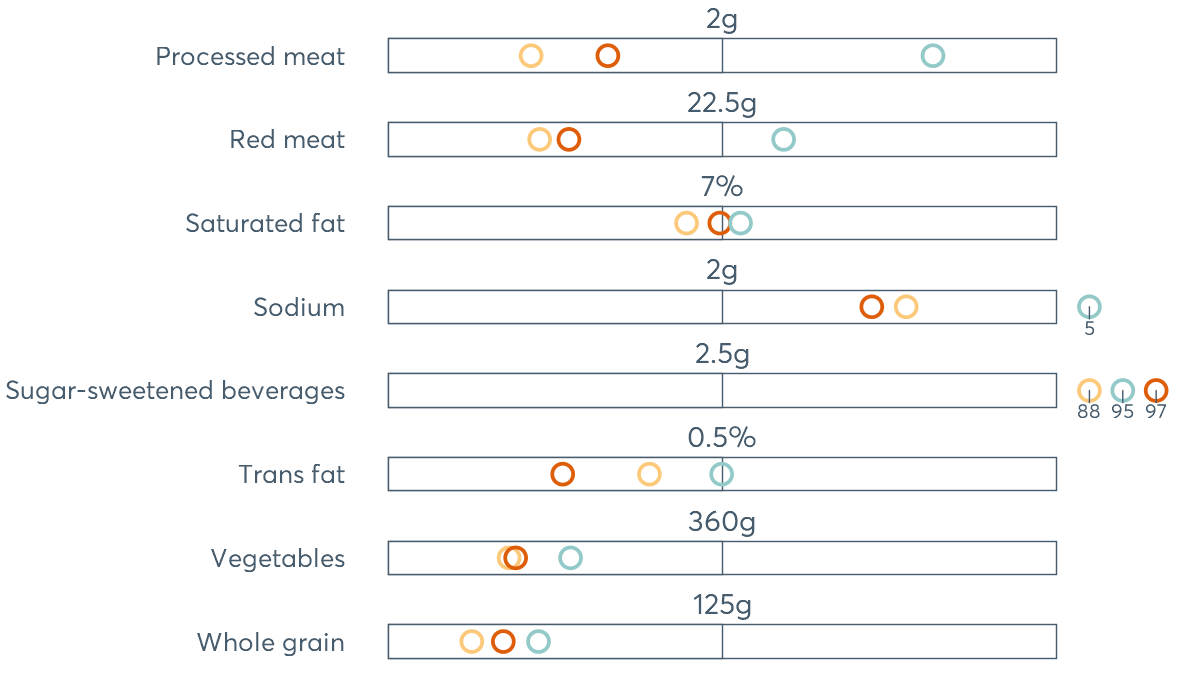 2g
Processed meat
22.5g
Red meat
7%
Saturated fat
2g
Sodium
5
2.5g
Sugar-sweetened beverages
88 95 97
0.5%
Trans fat
360g
Vegetables
125g
Whole grain